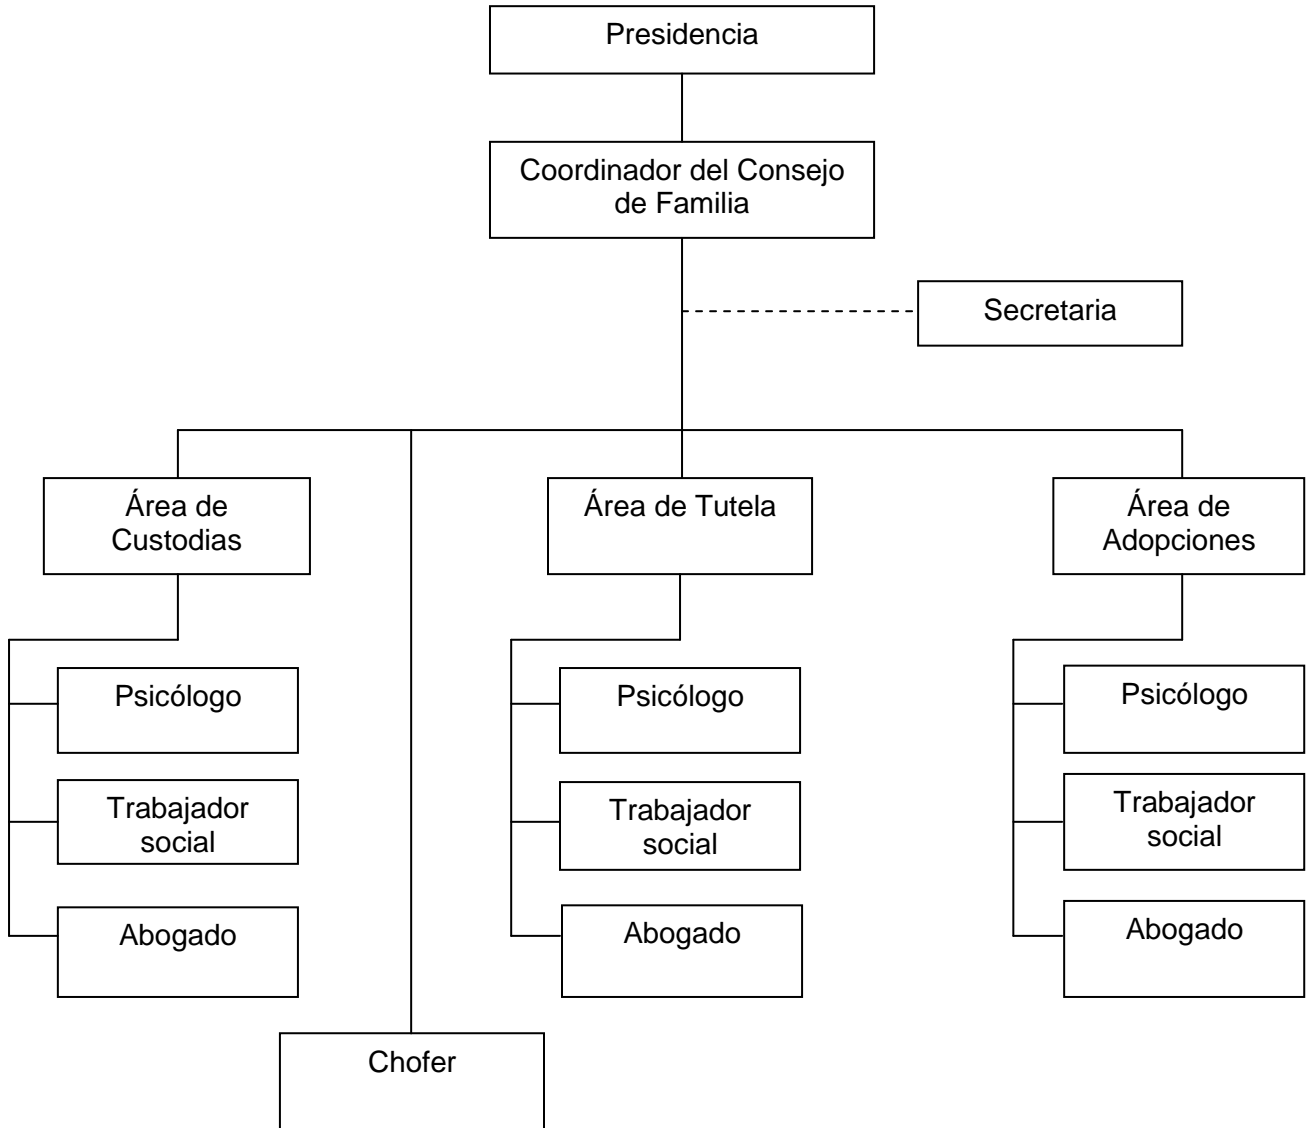 Presidencia
Coordinador del Consejo
de Familia
Secretaria
Área de
Custodias
Área de Tutela
Área de
Adopciones
Psicólogo
Psicólogo
Psicólogo
Trabajador
social
Trabajador
social
Trabajador
social
Abogado
Abogado
Abogado
Chofer